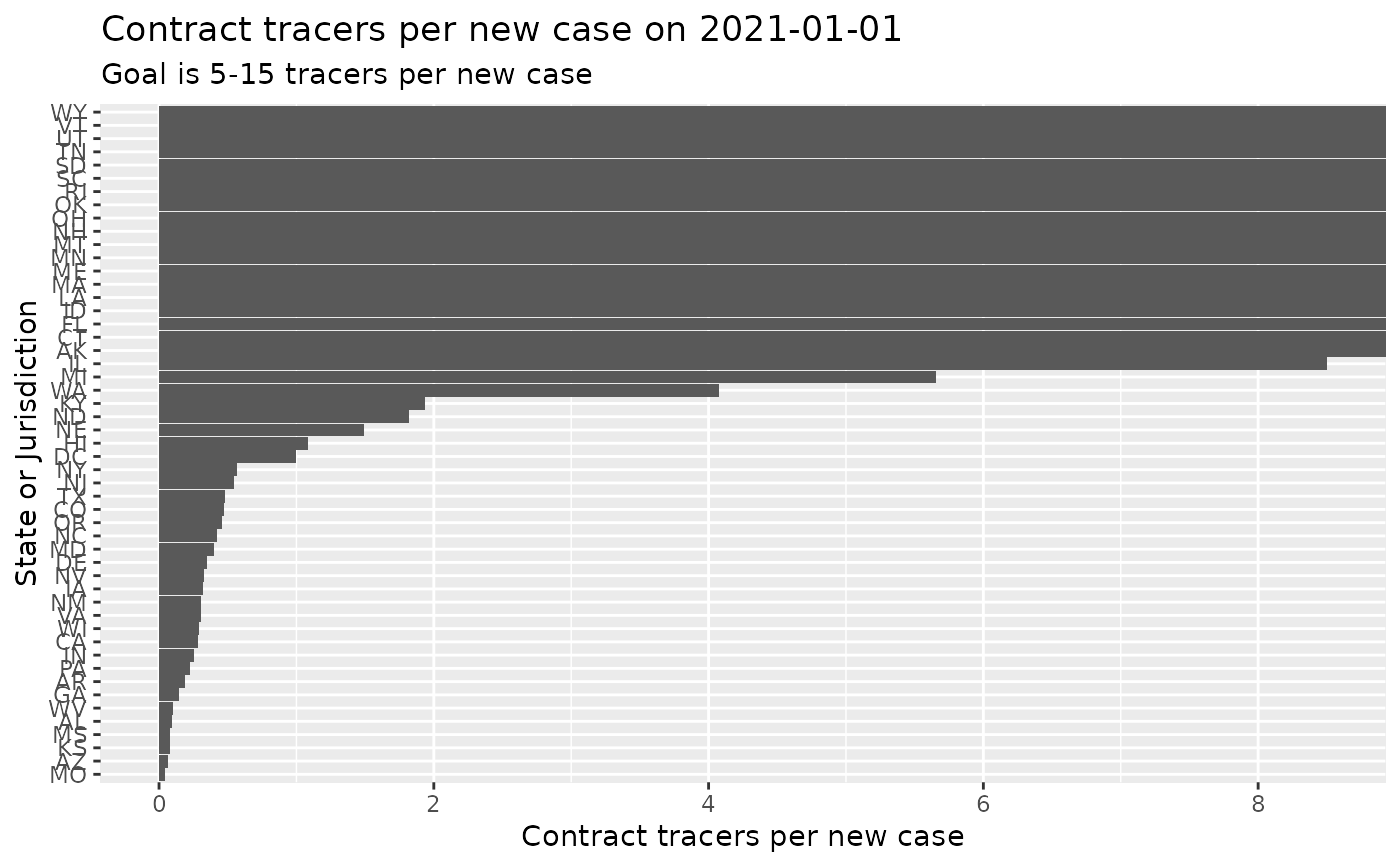 Contract tracers per new case on 2021-01-01
Goal is 5-15 tracers per new case
State or Jurisdiction
WY
VT
UT
TN
SD
SC
RI
OK
OH
NH
MT
MN
ME
MA
LA
ID
FL
CT
AK
IL
MI
WA
KY
ND
NE
HI
DC
NY
NJ
TX
CO
OR
NC
MD
DE
NV
IA
NM
VA
WI
CA
IN
PA
AR
GA
WV
AL
MS
KS
AZ
MO
0 2 4 6 8
Contract tracers per new case